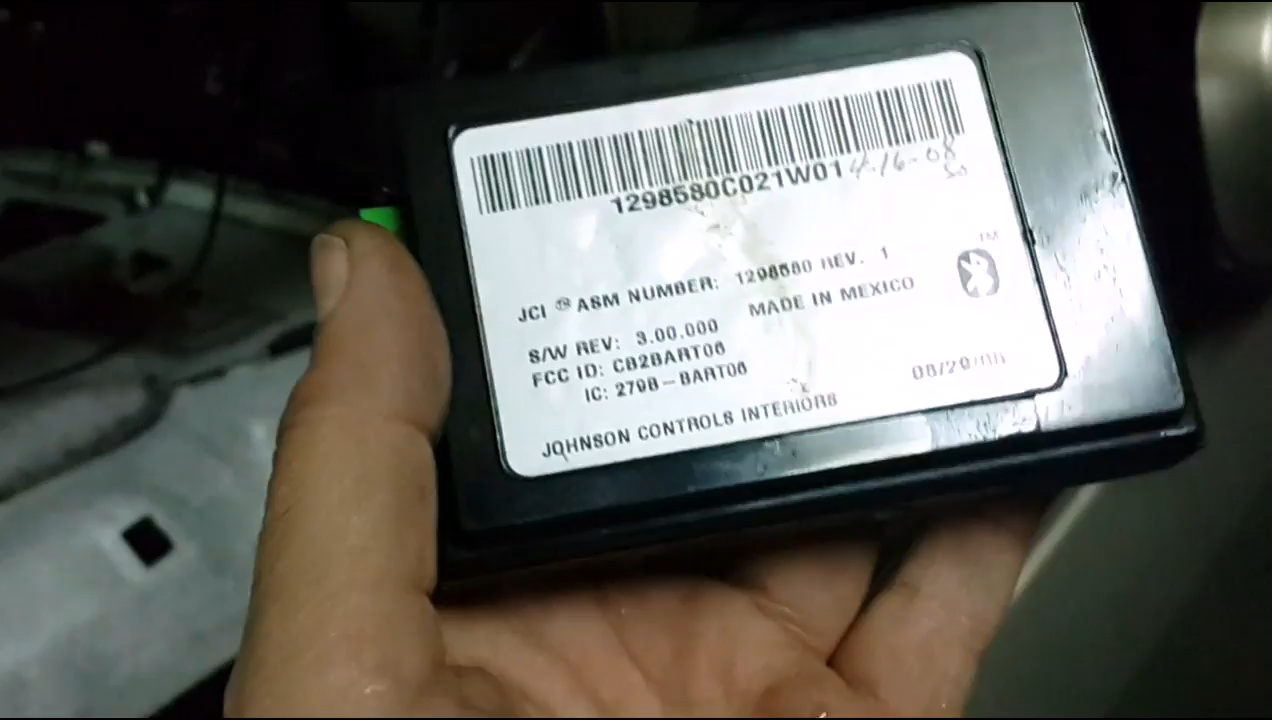 1298580C021W01 4-16-08
TM
JCI ASM NUMBER: 1298580 REV. 1
S/W REV: 3.00.000 MADE IN MEXICO
FCC ID: CB2BART06
IC: 279B-BART06
JOHNSON CONTROLS INTERIORS